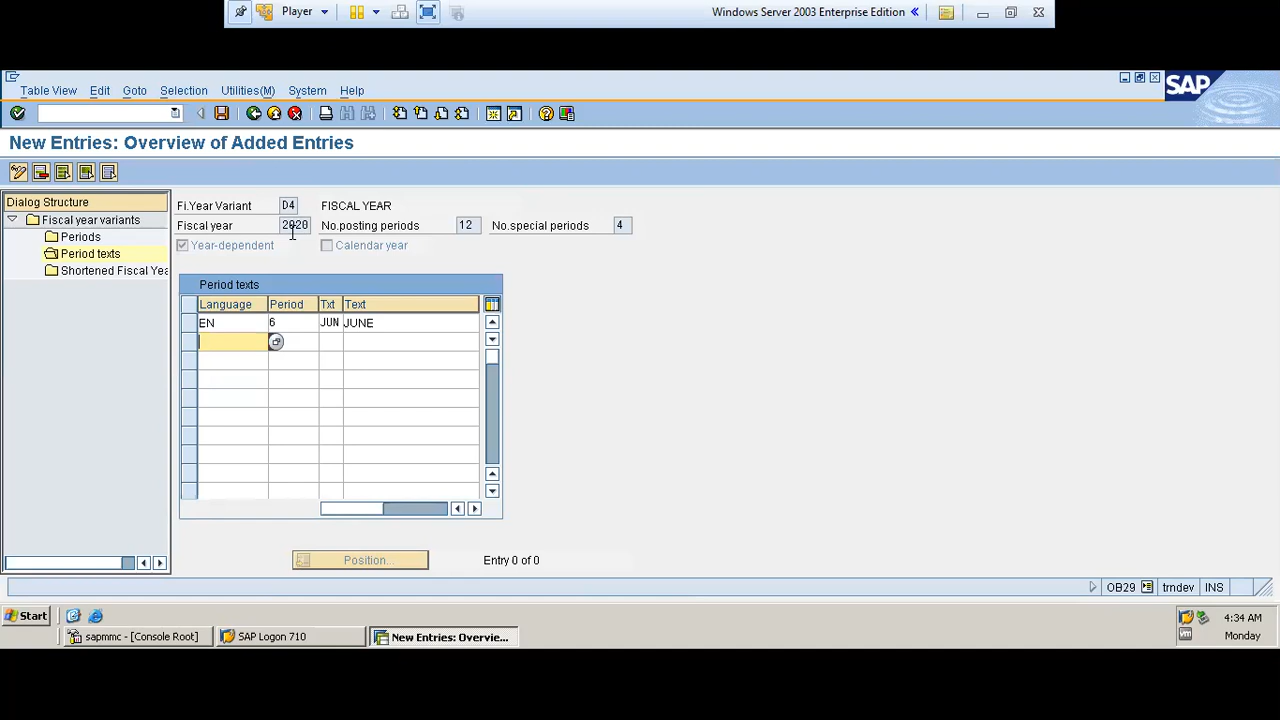 Player
Windows Server 2003 Enterprise Edition
Table View Edit Goto Selection Utilities(M) System Help
SAP
New Entries: Overview of Added Entries
Dialog Structure
Fiscal year variants
Periods
Period texts
Shortened Fiscal Yea
Fi.Year Variant D4 FISCAL YEAR
Fiscal year 2020 No.posting periods 12 No.special periods 4
Year-dependent Calendar year
Period texts
Language Period Txt Text
EN 6 JUN JUNE
Position... Entry 0 of 0
OB29 trndev INS
Start
4:34 AM
sapmmc - [Console Root] SAP Logon 710 New Entries: Overvie...
Monday